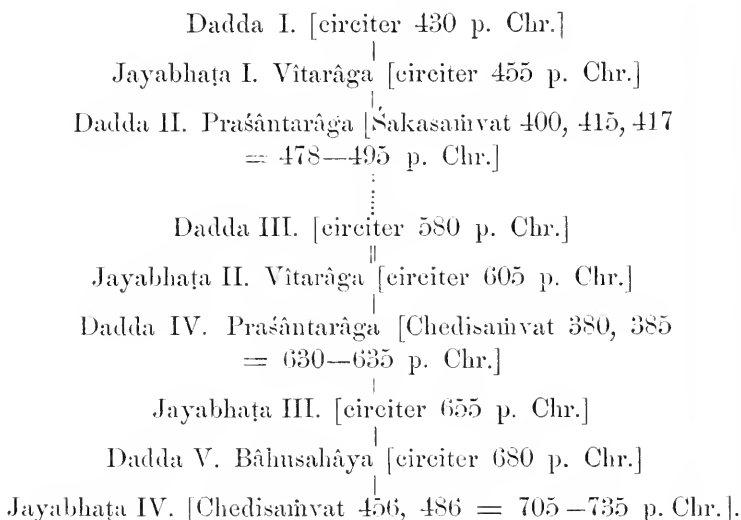 Dadda I. [circiter 430 p. Chr.]
Jayabhaṭa I. Vîtarâga [circiter 455 p. Chr.]
Dadda II. Praśântarâga [Śakasaṁvat 400, 415, 417
= 478—495 p. Chr.]
Dadda III. [circiter 580 p. Chr.]
Jayabhaṭa II. Vîtarâga [circiter 605 p. Chr.]
Dadda IV. Praśântarâga [Chedisaṁvat 380, 385
= 630—635 p. Chr.]
Jayabhaṭa III. [circiter 655 p. Chr.]
Dadda V. Bâhusahâya [circiter 680 p. Chr.]
Jayabhaṭa IV. [Chedisaṁvat 456, 486 = 705—735 p. Chr.].